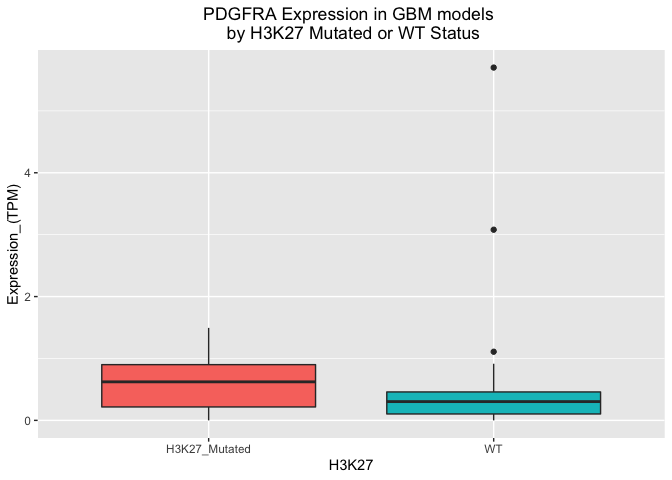 PDGFRA Expression in GBM models
by H3K27 Mutated or WT Status
Expression_(TPM)
4
2
0
H3K27_Mutated
WT
H3K27